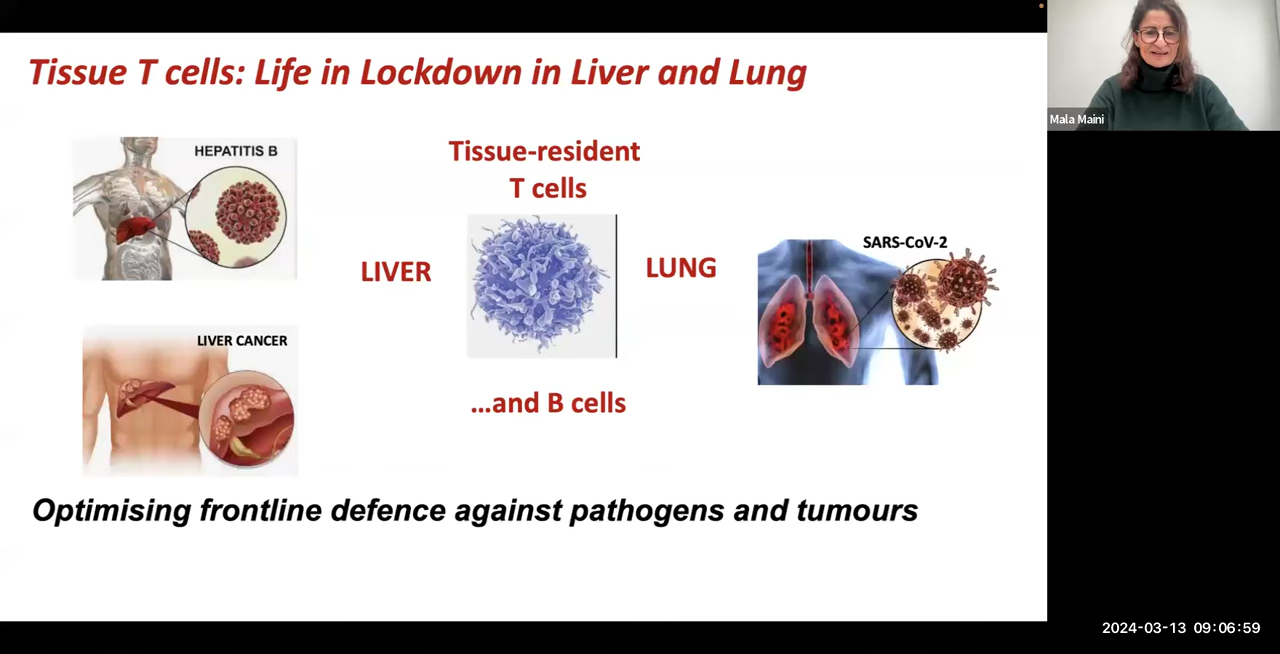 Tissue T cells: Life in Lockdown in Liver and Lung
Mala Maini
HEPATITIS B
Tissue-resident
T cells
SARS-CoV-2
LIVER
LUNG
LIVER CANCER
...and B cells
Optimising frontline defence against pathogens and tumours
2024-03-13 09:06:59